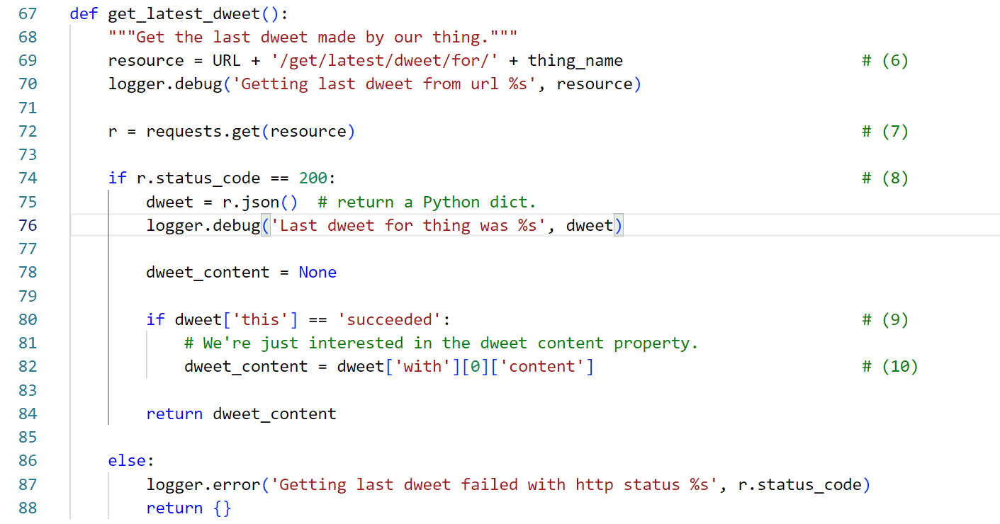 67 def get_latest_dweet():
68     """Get the last dweet made by our thing."""
69     resource = URL + '/get/latest/dweet/for/' + thing_name                         # (6)
70     logger.debug('Getting last dweet from url %s', resource)
71
72     r = requests.get(resource)                                                     # (7)
73
74     if r.status_code == 200:                                                       # (8)
75         dweet = r.json()  # return a Python dict.
76         logger.debug('Last dweet for thing was %s', dweet)
77
78         dweet_content = None
79
80         if dweet['this'] == 'succeeded':                                           # (9)
81             # We're just interested in the dweet content property.
82             dweet_content = dweet['with'][0]['content']                            # (10)
83
84         return dweet_content
85
86     else:
87         logger.error('Getting last dweet failed with http status %s', r.status_code)
88         return {}